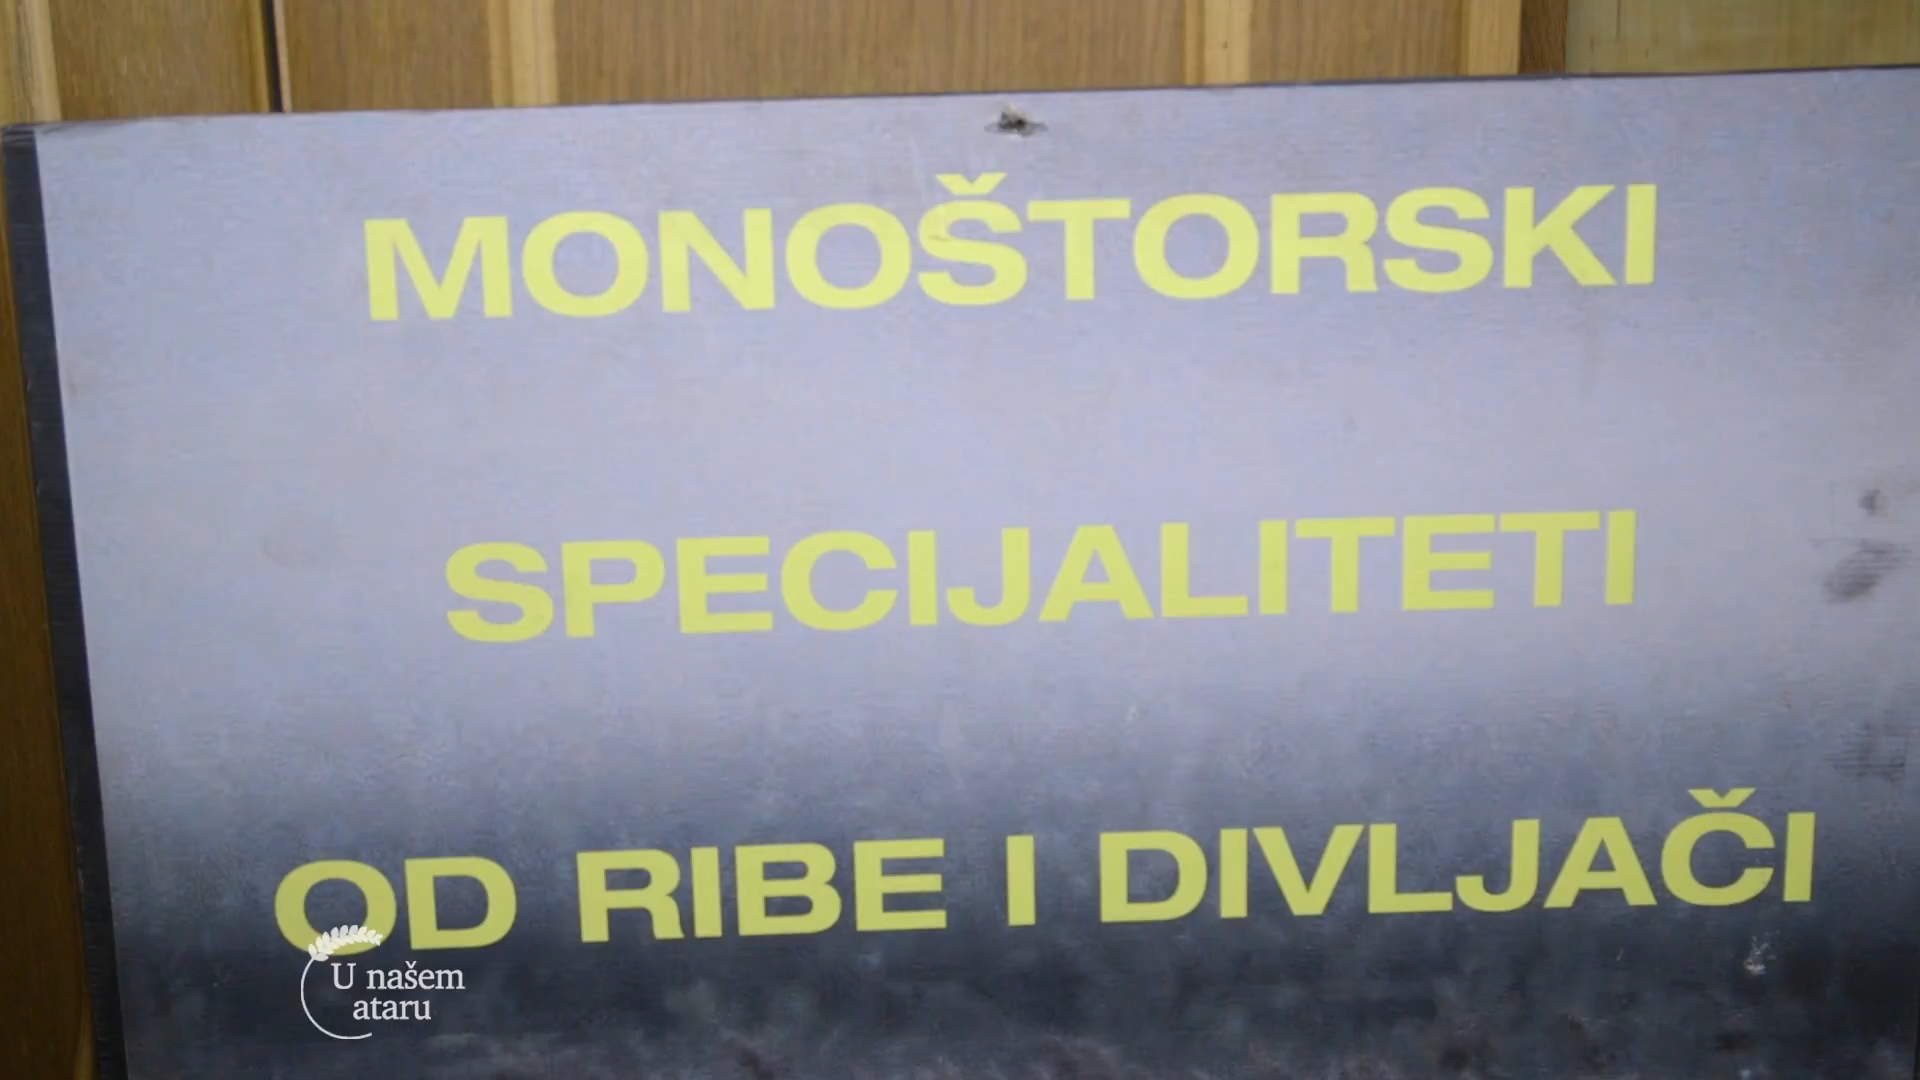 MONOŠTORSKI
SPECIJALITETI
OD RIBE I DIVLJAČI
U našem
ataru